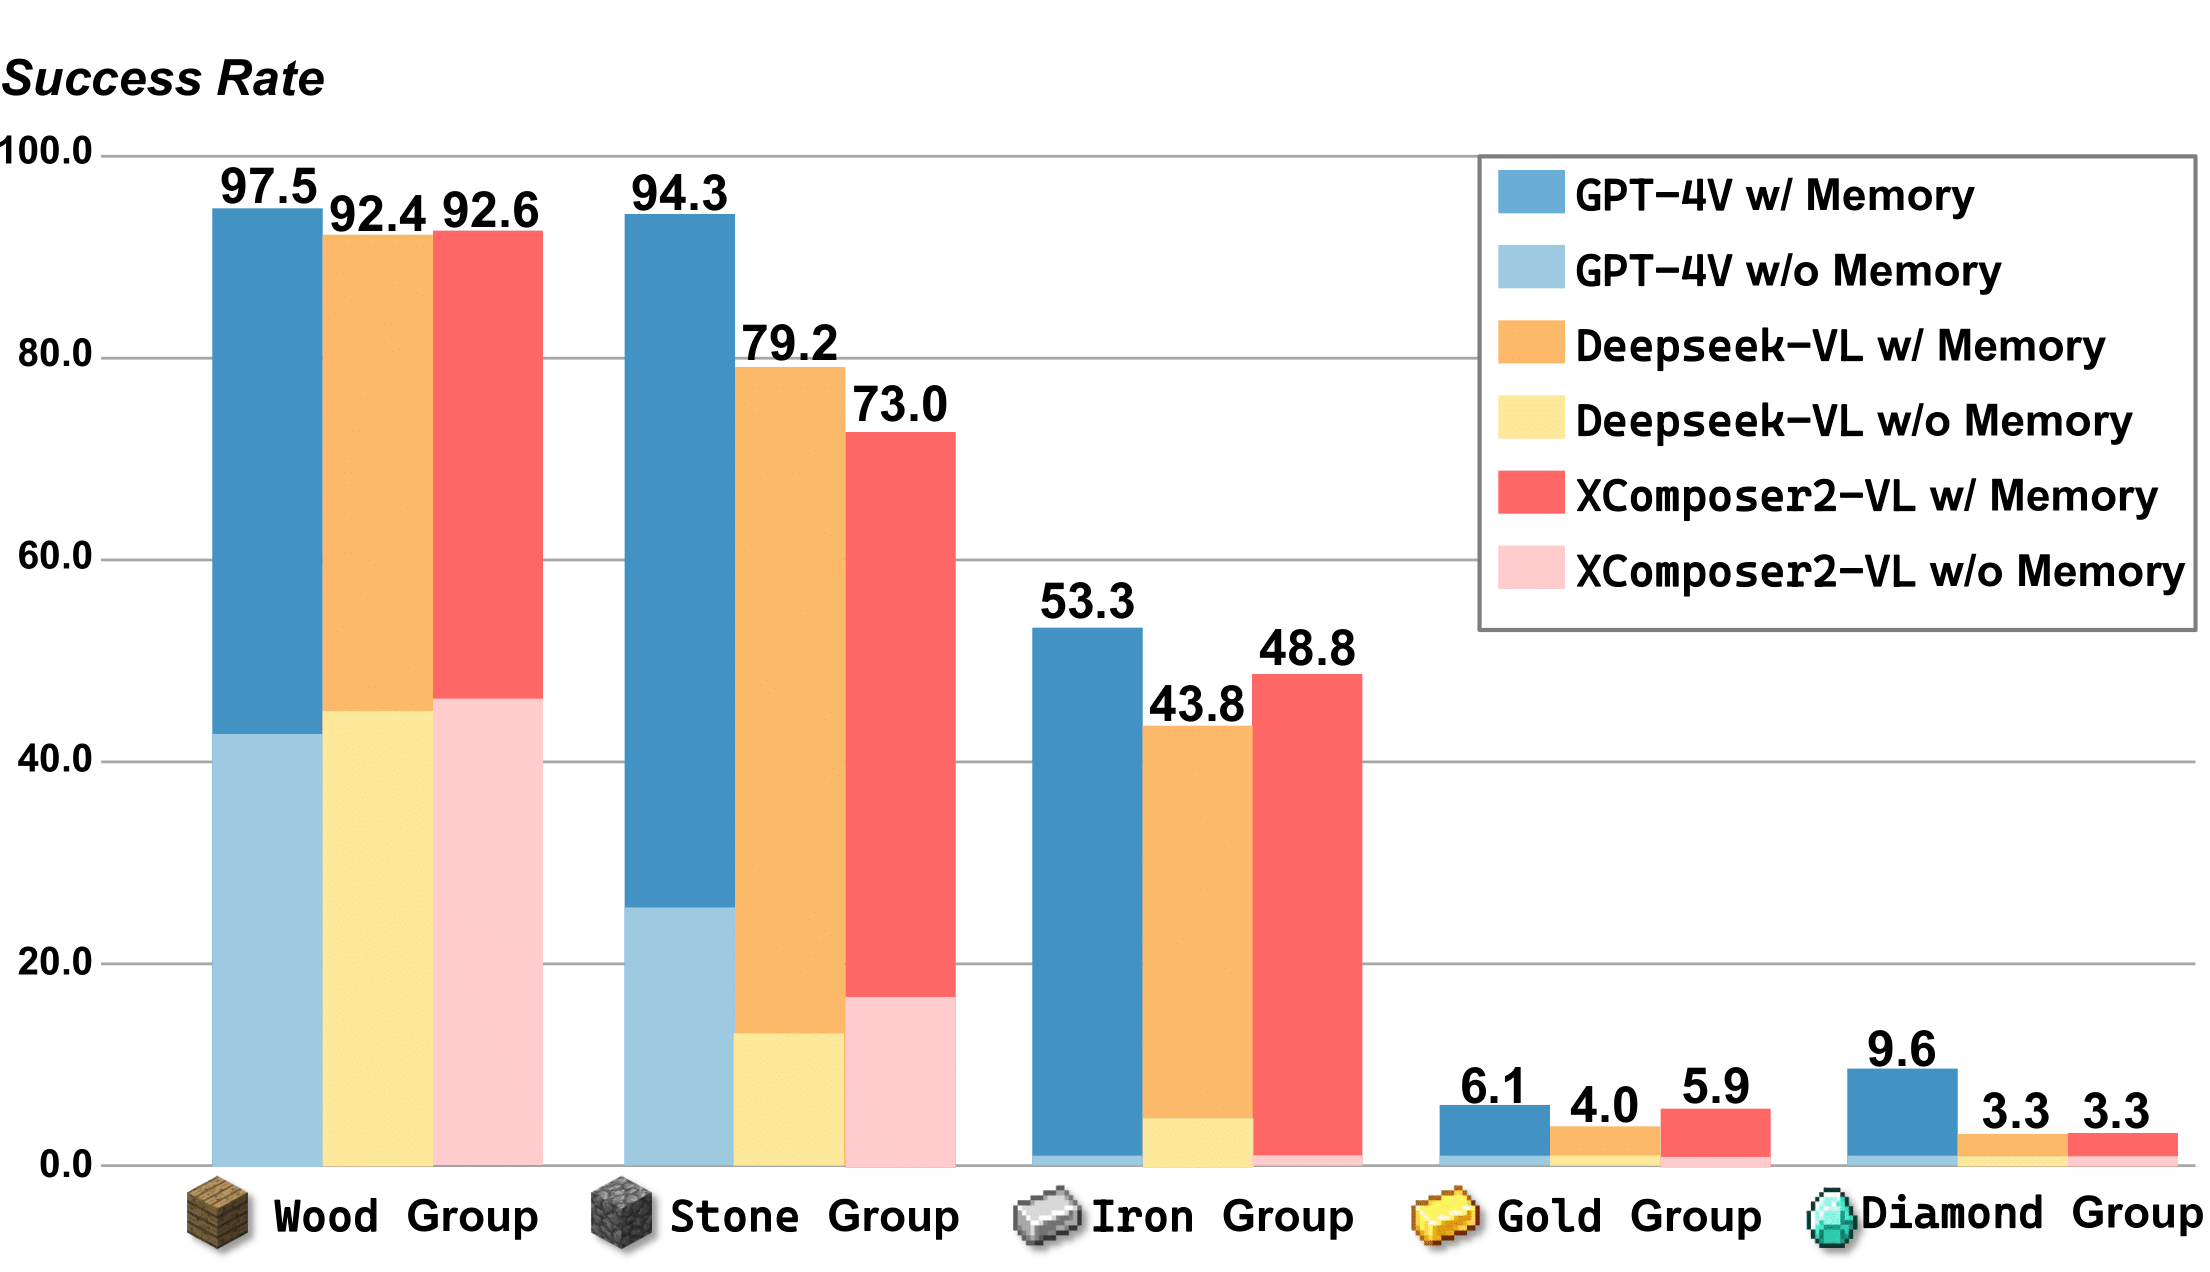 Success Rate
100.0
80.0
60.0
40.0
20.0
0.0
97.5
92.4
92.6
94.3
79.2
73.0
53.3
43.8
48.8
6.1
4.0
5.9
9.6
3.3
3.3
GPT-4V w/ Memory
GPT-4V w/o Memory
Deepseek-VL w/ Memory
Deepseek-VL w/o Memory
XComposer2-VL w/ Memory
XComposer2-VL w/o Memory
Wood Group
Stone Group
Iron Group
Gold Group
Diamond Group